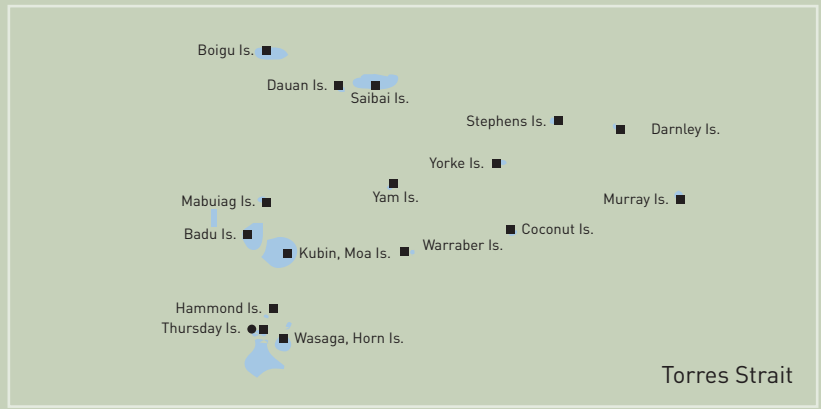 Boigu Is.
Dauan Is.
Saibai Is.
Stephens Is.
Darnley Is.
Yorke Is.
Yam Is.
Mabuiag Is.
Murray Is.
Badu Is.
Coconut Is.
Warraber Is.
Kubin, Moa Is.
Hammond Is.
Thursday Is.
Wasaga, Horn Is.
Torres Strait